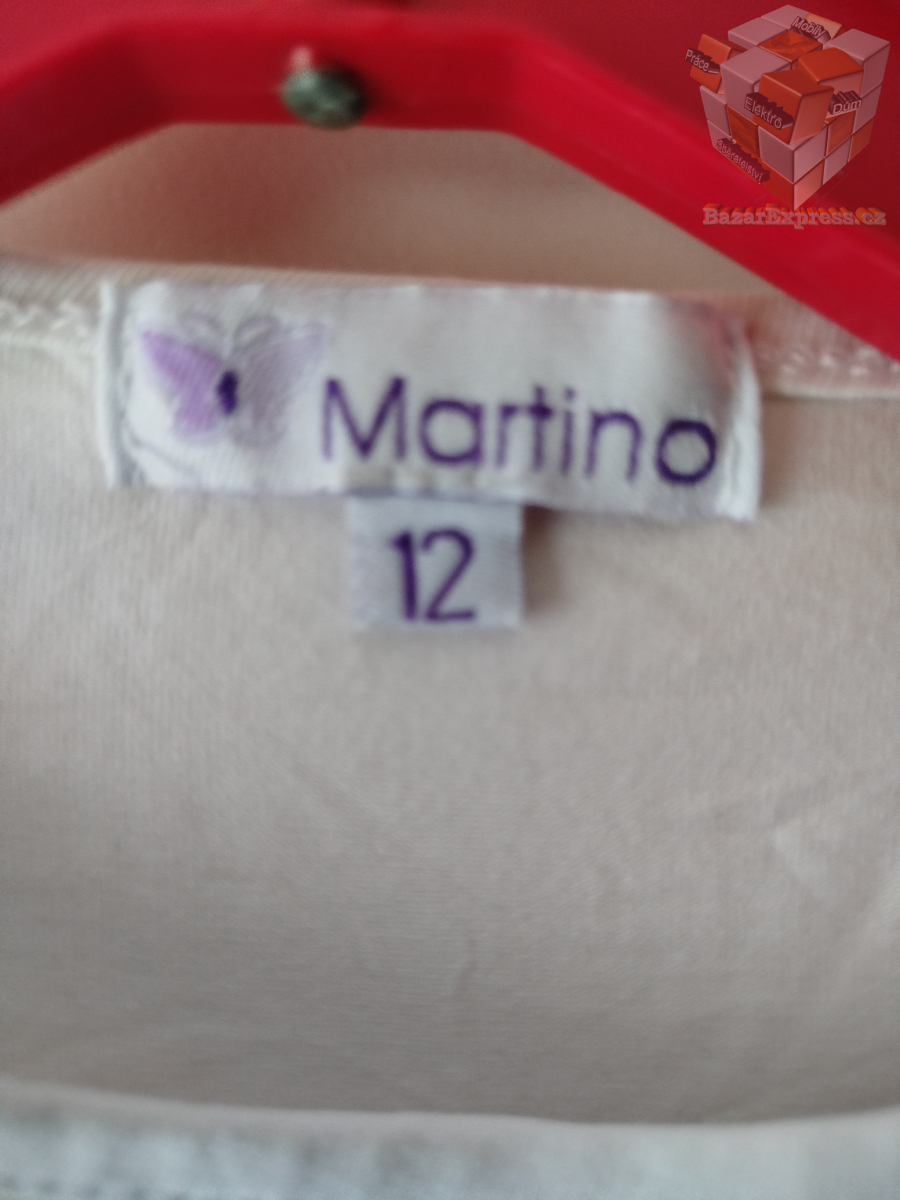 Mobily
Práce
Elektro
Dům
BazarExpress.cz
Martino
12